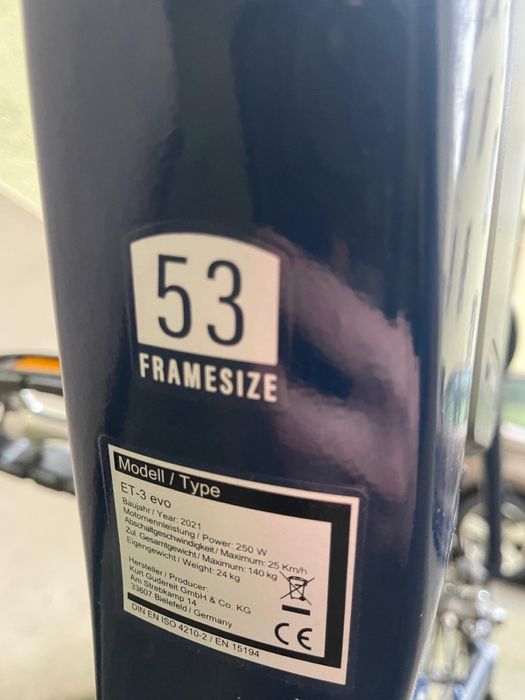 53
FRAMESIZE
Modell / Type
ET-3 evo
Baujahr / Year: 2021
Motornennleistung / Power: 250 W
Abschaltgeschwindigkeit / Maximum: 25 Km/h
Zul. Gesamtgewicht / Maximum: 140 kg
Eigengewicht / Weight: 24 kg
Hersteller / Producer:
Kurt Gudereit GmbH & Co. KG
Am Strebkamp 14
33607 Bielefeld / Germany
CE
DIN EN ISO 4210-2 / EN 15194